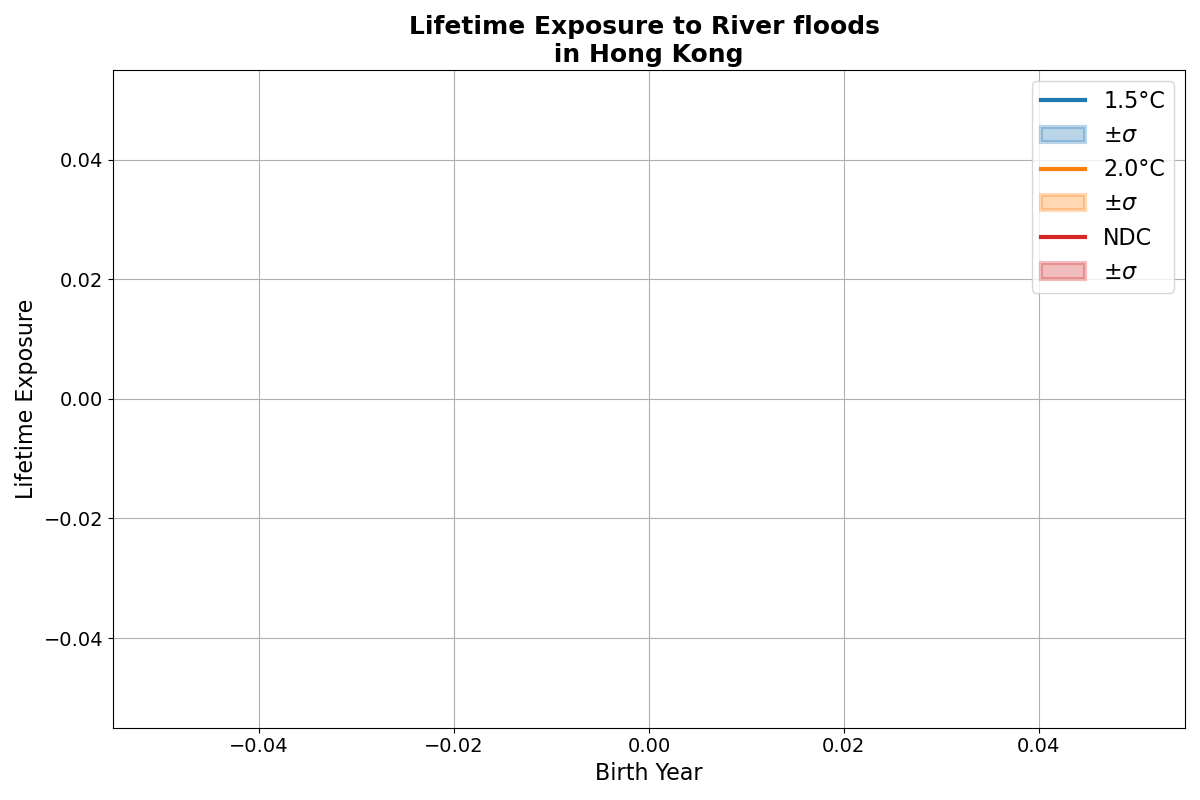 Lifetime Exposure to River floods
in Hong Kong
1.5°C
±σ
2.0°C
±σ
NDC
±σ
Lifetime Exposure
0.04
0.02
0.00
−0.02
−0.04
−0.04
−0.02
0.00
0.02
0.04
Birth Year